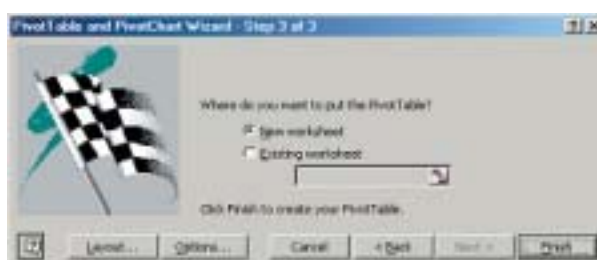 PivotTable and PivotChart Wizard - Step 3 of 3
Where do you want to put the PivotTable?
New worksheet
Existing worksheet
Click Finish to create your PivotTable.
Layout... Options... Cancel < Back Next > Finish